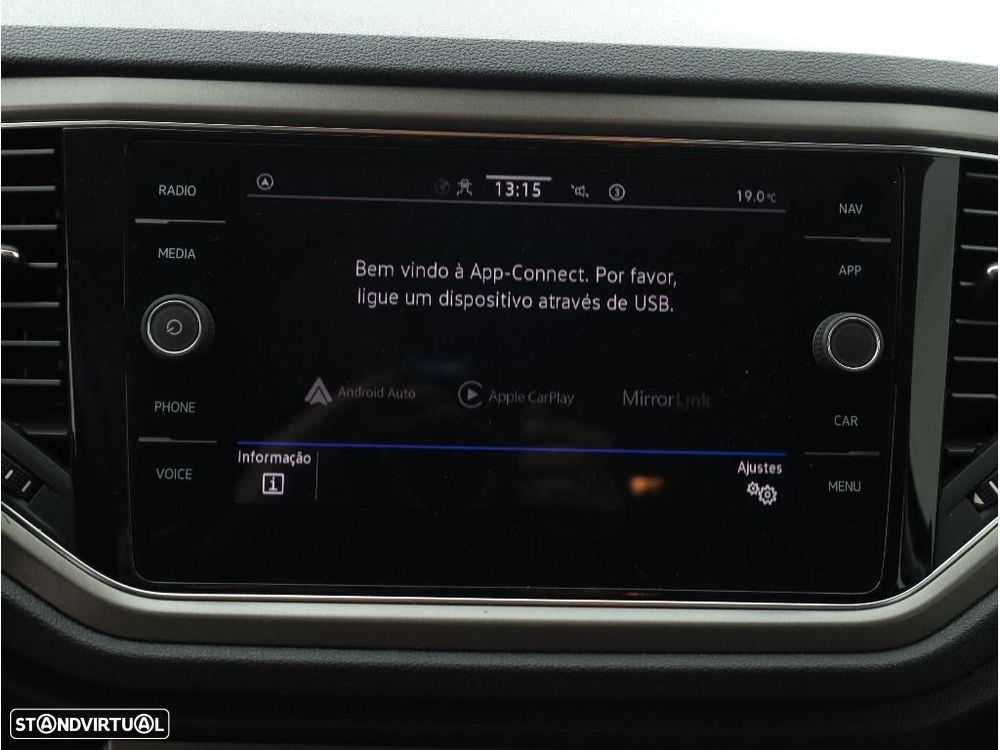 RADIO
MEDIA
PHONE
VOICE
13:15
3
19.0°C
Bem vindo à App-Connect. Por favor,
ligue um dispositivo através de USB.
Android Auto
Apple CarPlay
MirrorLink
Informação
i
Ajustes
NAV
APP
CAR
MENU
STANDVIRTUAL